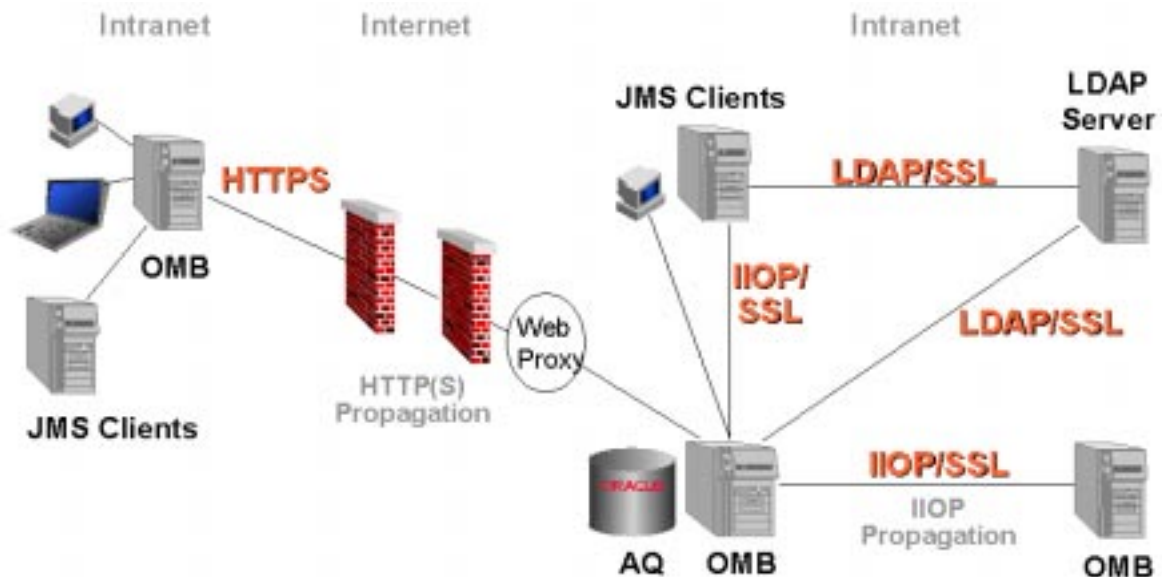 Intranet
Internet
Intranet
JMS Clients
LDAP
Server
HTTPS
LDAP/SSL
OMB
IIOP/
SSL
Web
Proxy
LDAP/SSL
HTTP(S)
Propagation
JMS Clients
ORACLE
IIOP/SSL
IIOP
Propagation
AQ
OMB
OMB